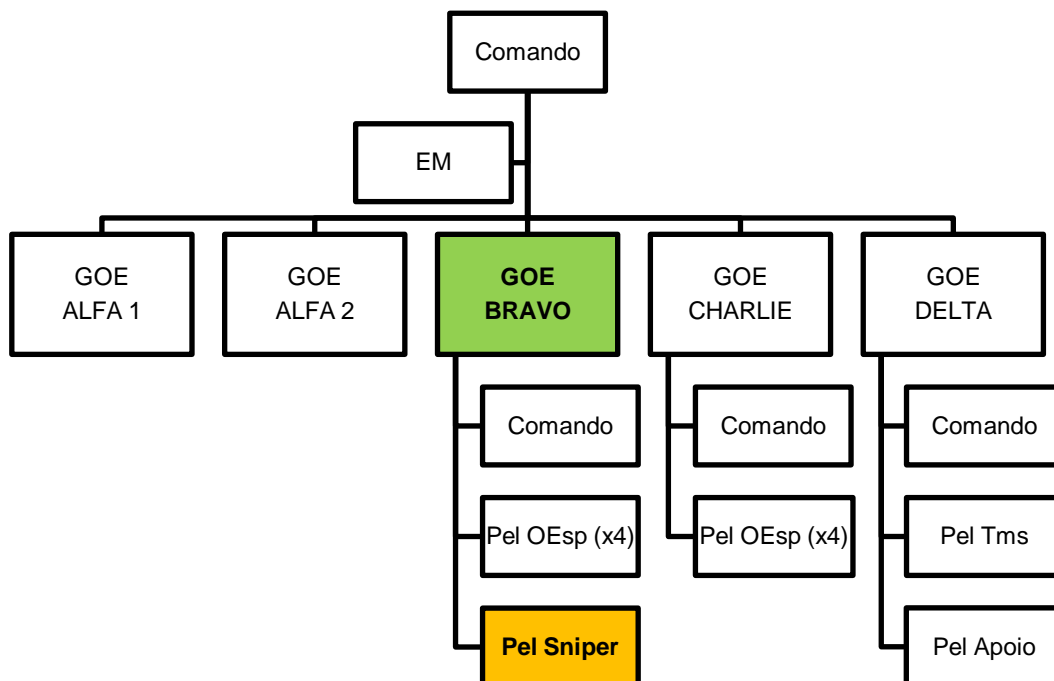 Comando
EM
GOE
ALFA 1
GOE
ALFA 2
GOE
BRAVO
GOE
CHARLIE
GOE
DELTA
Comando
Comando
Comando
Pel OEsp (x4)
Pel OEsp (x4)
Pel Tms
Pel Sniper
Pel Apoio